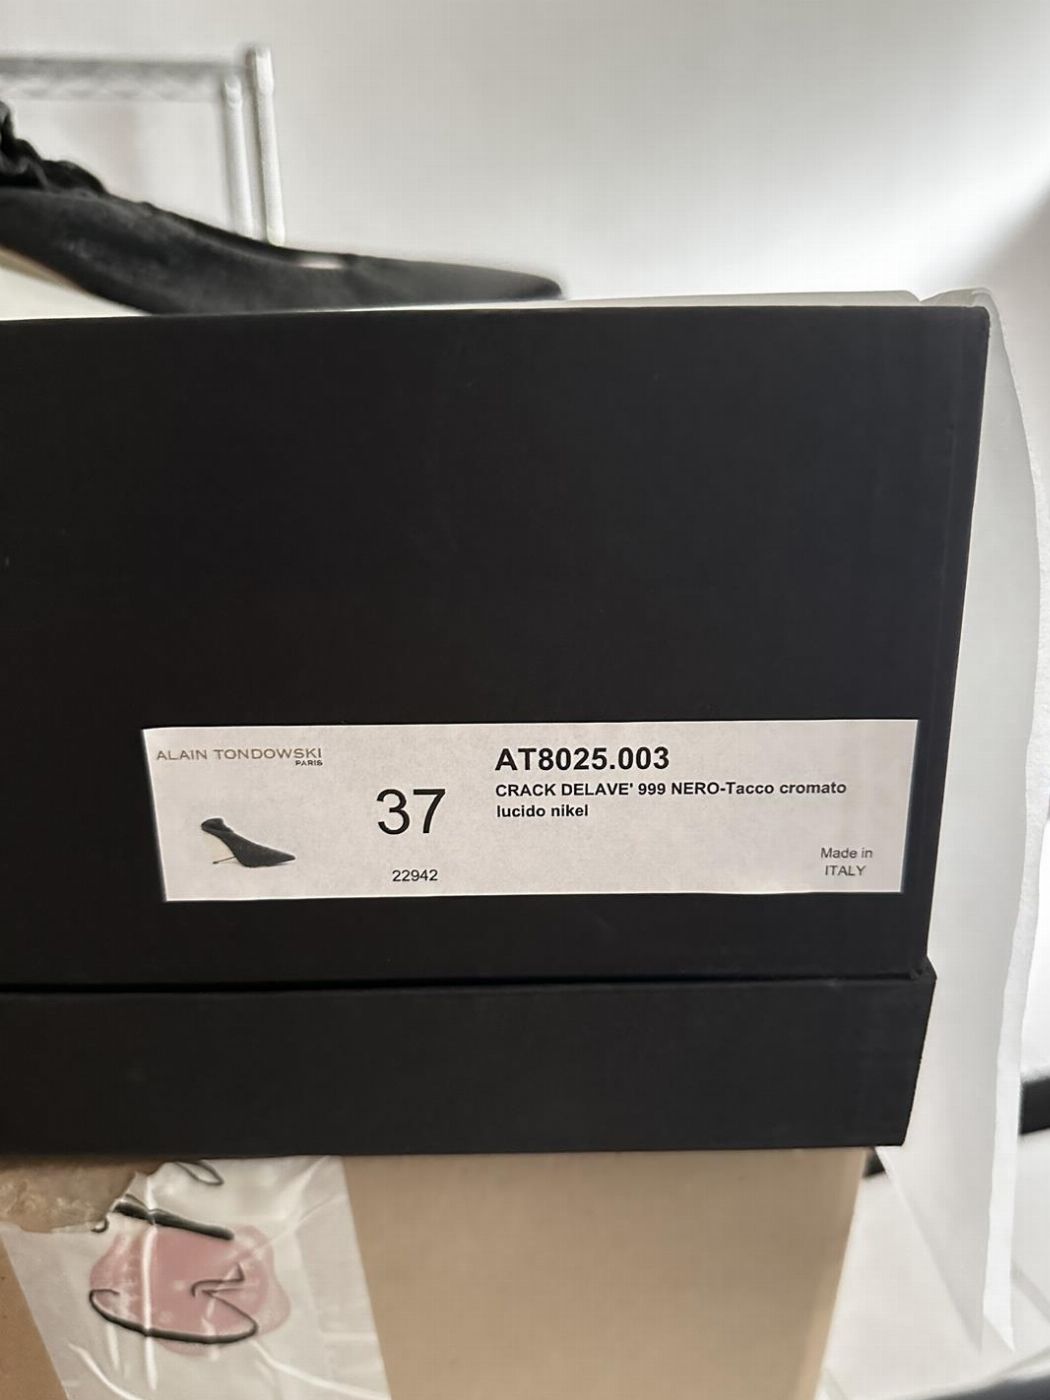 ALAIN TONDOWSKI
PARIS
37
22942
AT8025.003
CRACK DELAVE' 999 NERO-Tacco cromato
lucido nikel
Made in
ITALY